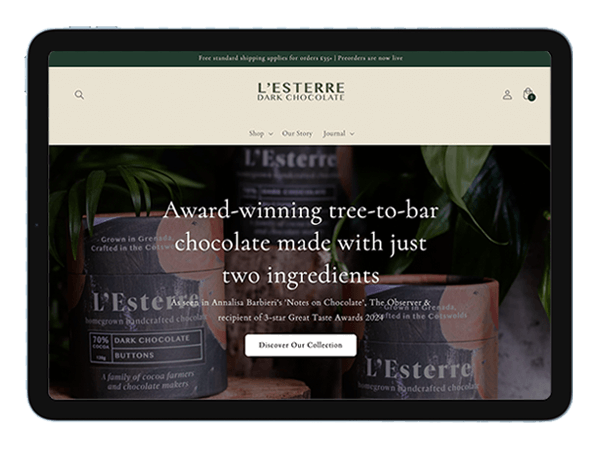 Free standard shipping applies for orders £35+ | Preorders are now live
L'ESTERRE
DARK CHOCOLATE
Shop
Our Story
Journal
L'Esterre
DARK CHOCOLATE
Award-winning tree-to-bar
chocolate made with just
two ingredients
As seen in Annalisa Barbieri's 'Notes on Chocolate', The Observer &
recipient of 3-star Great Taste Awards 2024
Discover Our Collection
Grown in Grenada,
Crafted in the Cotswolds
L'Esterre
homegrown handcrafted chocolate
70%
COCOA
DARK CHOCOLATE
BUTTONS
A family of cocoa farmers
and chocolate makers
Grown in Grenada,
Crafted in the Cotswolds
L'Esterre
homegrown handcrafted chocolate